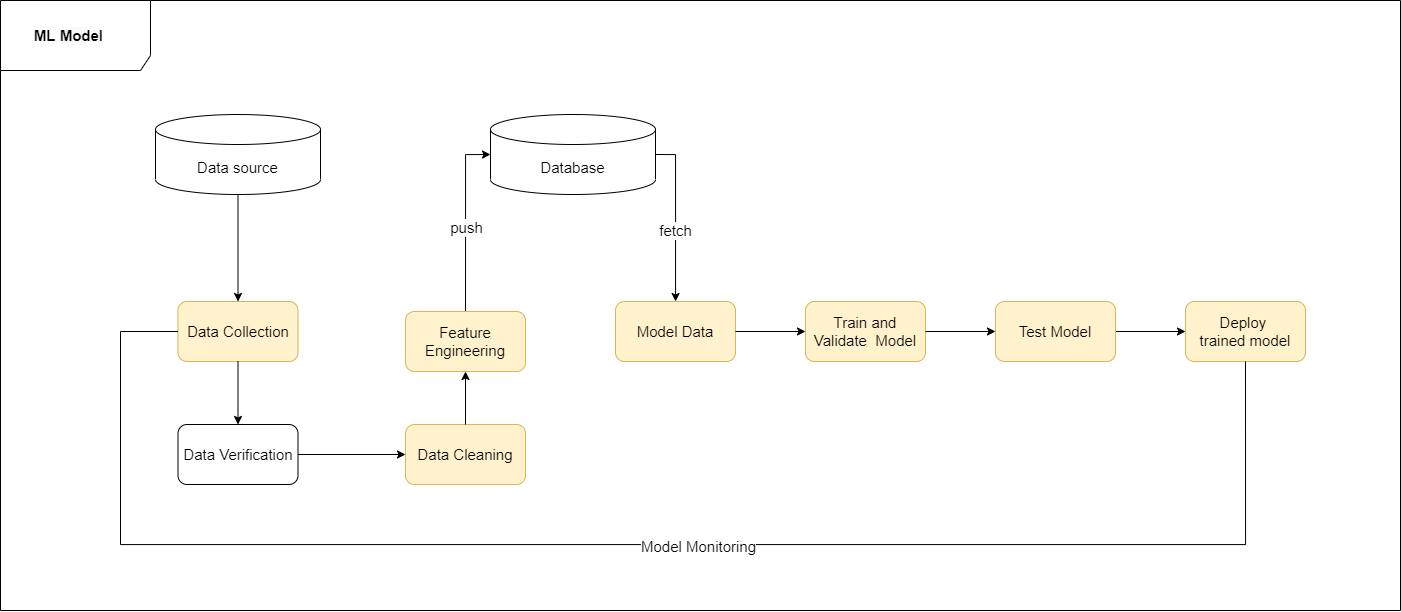 ML Model
Data source
Database
push
fetch
Data Collection
Feature
Engineering
Model Data
Train and
Validate Model
Test Model
Deploy
trained model
Data Verification
Data Cleaning
Model Monitoring